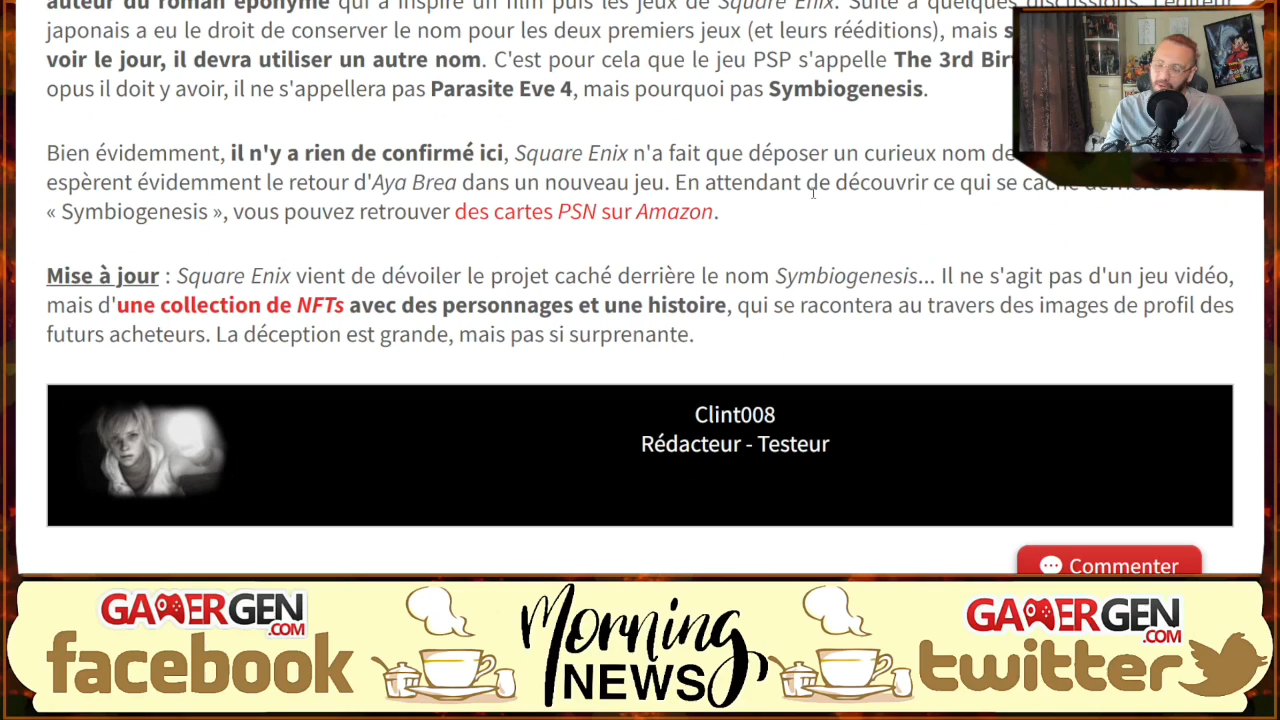 auteur du roman éponyme qui a inspiré un film puis les jeux de Square Enix. Suite à quelques discussions, l'éditeur
japonais a eu le droit de conserver le nom pour les deux premiers jeux (et leurs rééditions), mais
voir le jour, il devra utiliser un autre nom. C'est pour cela que le jeu PSP s'appelle The 3rd
opus il doit y avoir, il ne s'appellera pas Parasite Eve 4, mais pourquoi pas Symbiogenesis.
Bien évidemment, il n'y a rien de confirmé ici, Square Enix n'a fait que déposer un curieux nom
espèrent évidemment le retour d'Aya Brea dans un nouveau jeu. En attendant de découvrir ce qui se cache derrière
« Symbiogenesis », vous pouvez retrouver des cartes PSN sur Amazon.
Mise à jour : Square Enix vient de dévoiler le projet caché derrière le nom Symbiogenesis... Il ne s'agit pas d'un jeu vidéo,
mais d'une collection de NFTs avec des personnages et une histoire, qui se racontera au travers des images de profil des
futurs acheteurs. La déception est grande, mais pas si surprenante.
Clint008
Rédacteur - Testeur
Commenter
GAMERGEN
.COM
facebook
Morning
NEWS
GAMERGEN
.COM
twitter